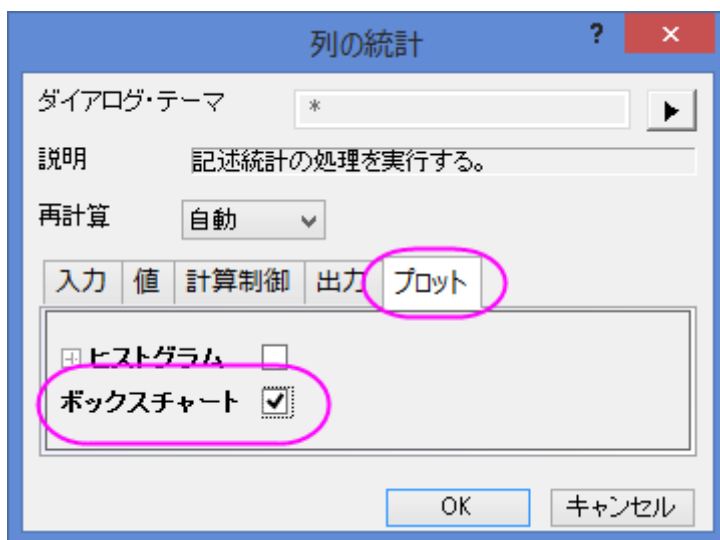 列の統計 ? ×
ダイアログ・テーマ *
説明 記述統計の処理を実行する。
再計算 自動
入力 値 計算制御 出力 プロット
ヒストグラム
ボックスチャート
OK キャンセル